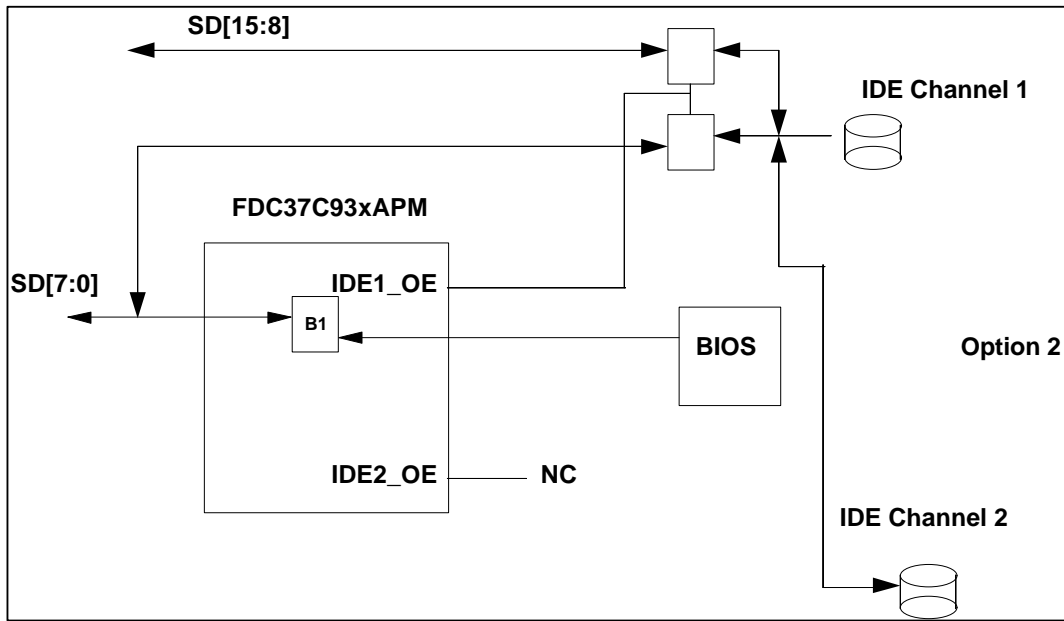 SD[15:8]
IDE Channel 1
FDC37C93xAPM
IDE1_OE
SD[7:0]
B1
BIOS
Option 2
IDE2_OE
NC
IDE Channel 2